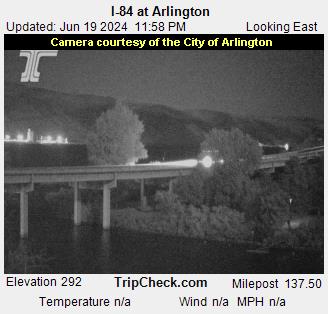 I-84 at Arlington
Updated: Jun 19 2024 11:58 PM Looking East
Camera courtesy of the City of Arlington
Elevation 292 TripCheck.com Milepost 137.50
Temperature n/a Wind n/a MPH n/a